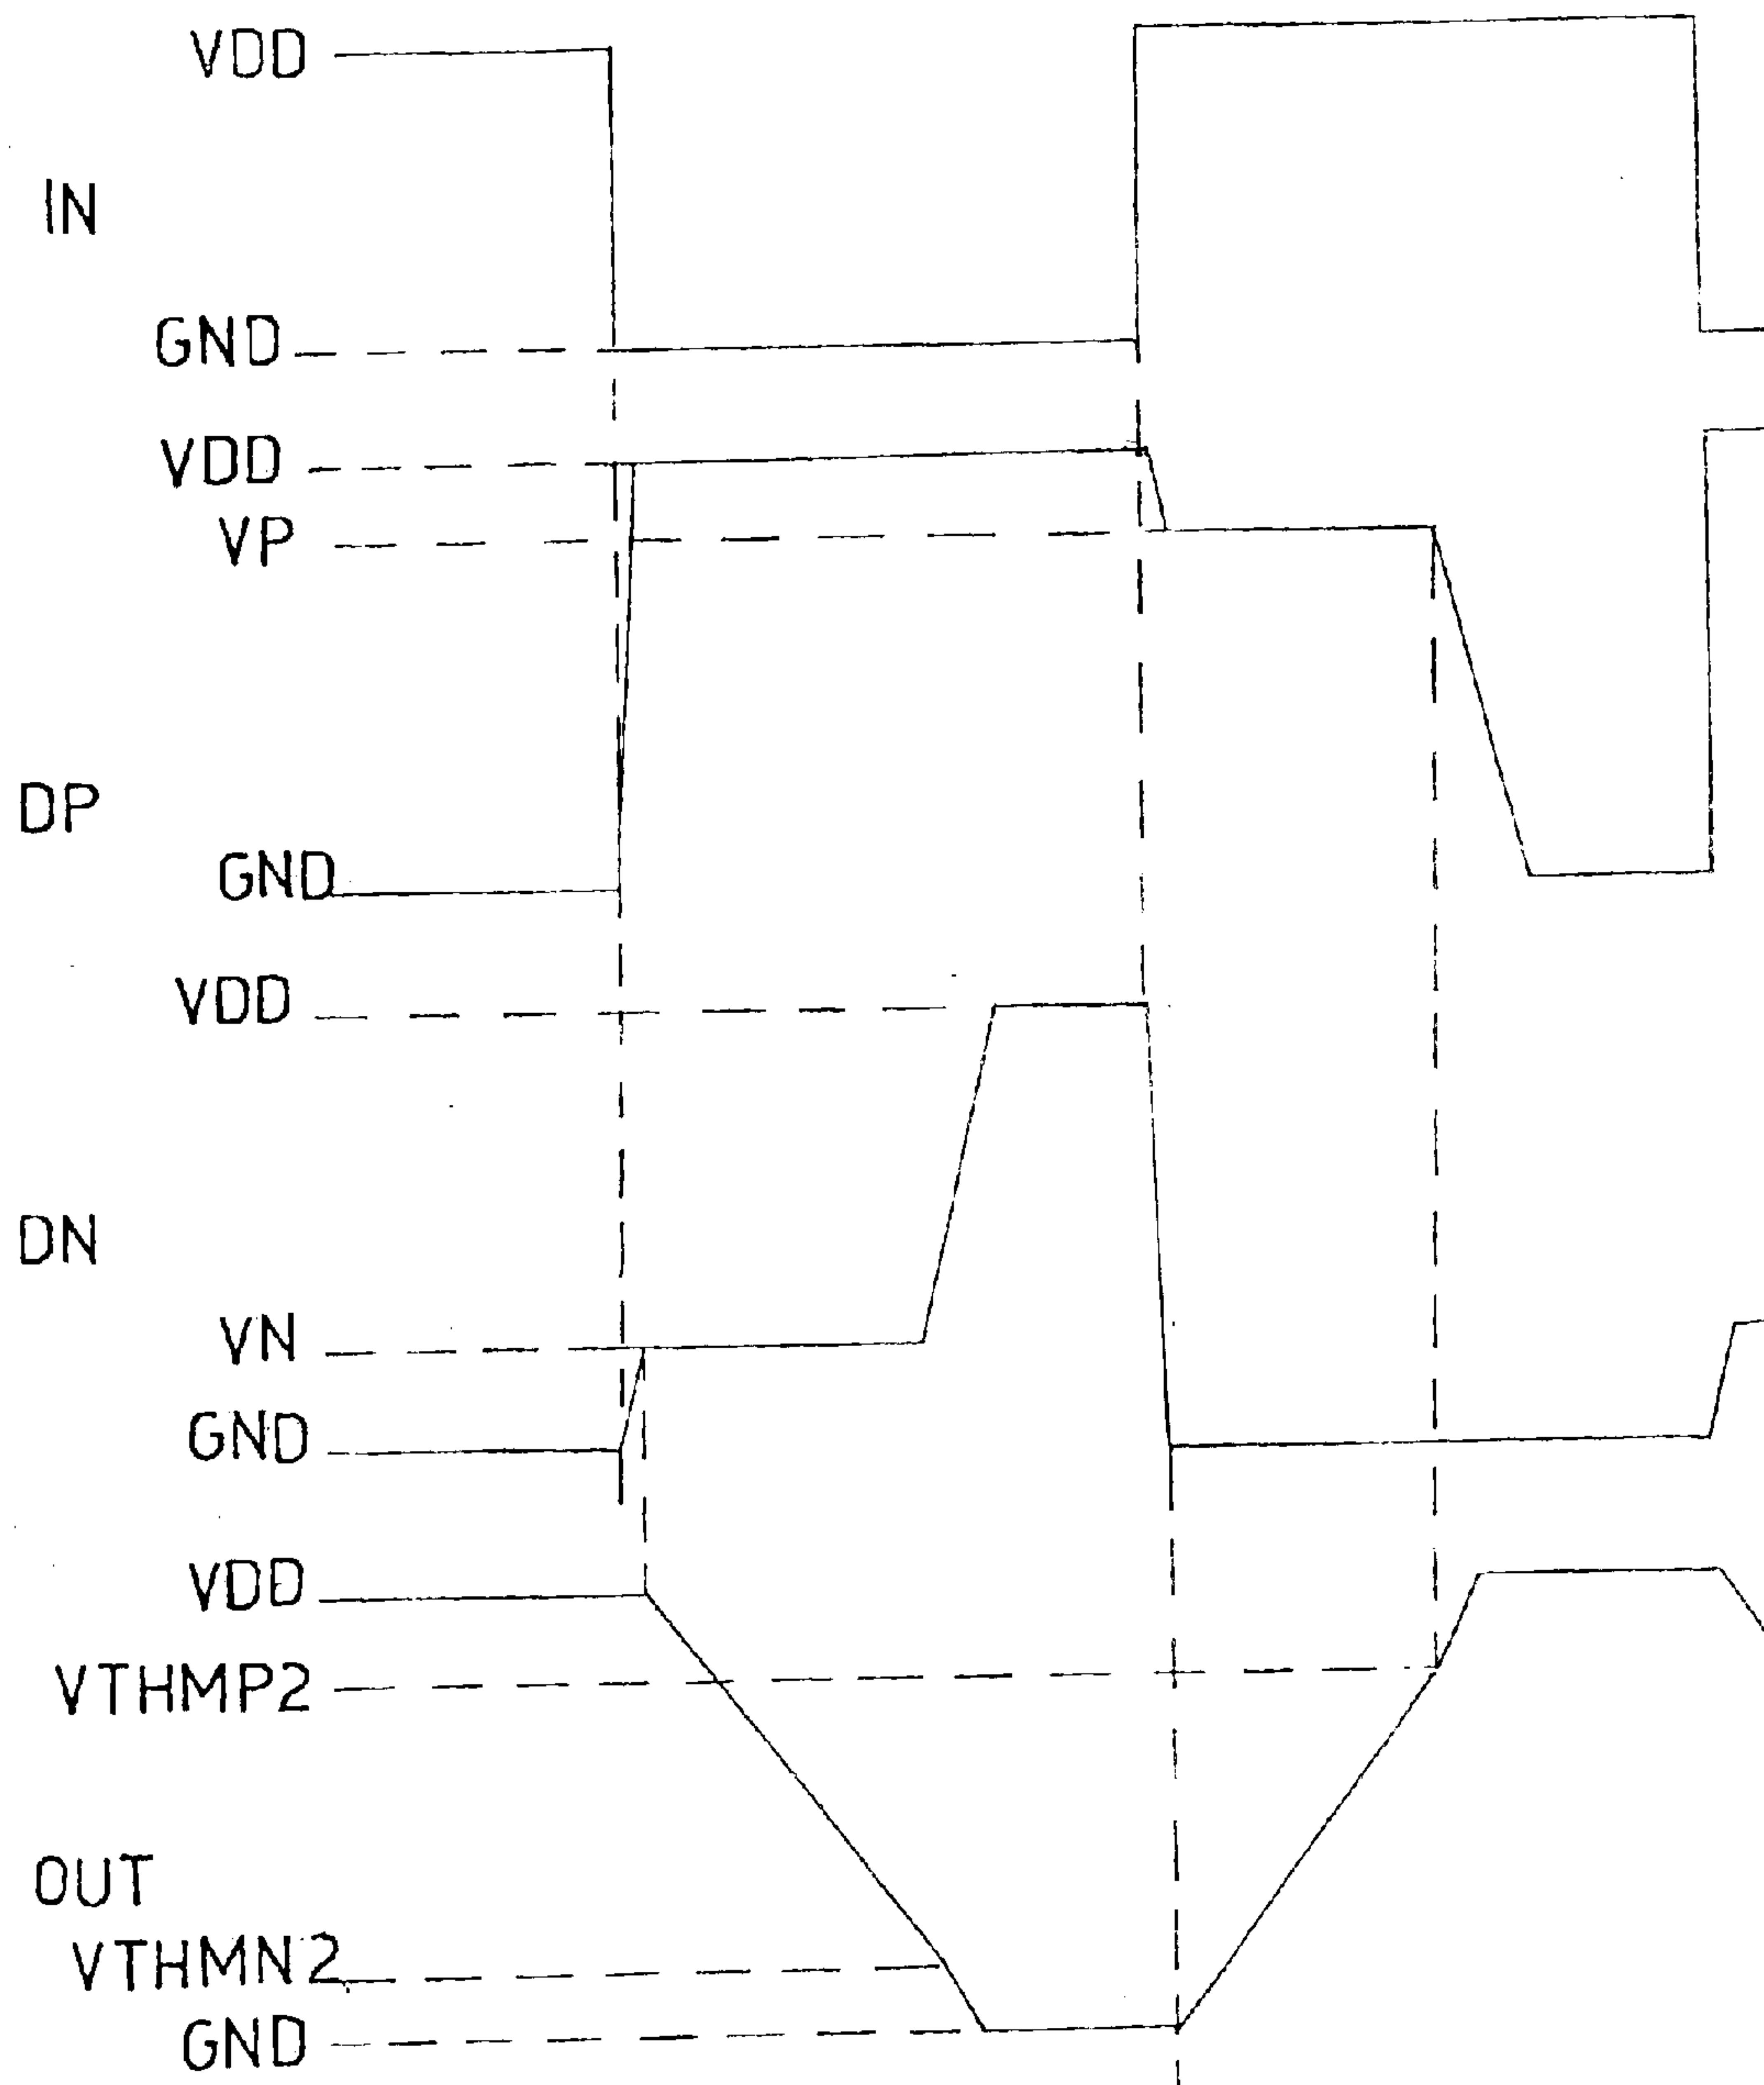 VDD
IN
GND
VDD
VP
DP
GND
VDD
DN
VN
GND
VDD
VTHMP2
OUT
VTHMN2
GND